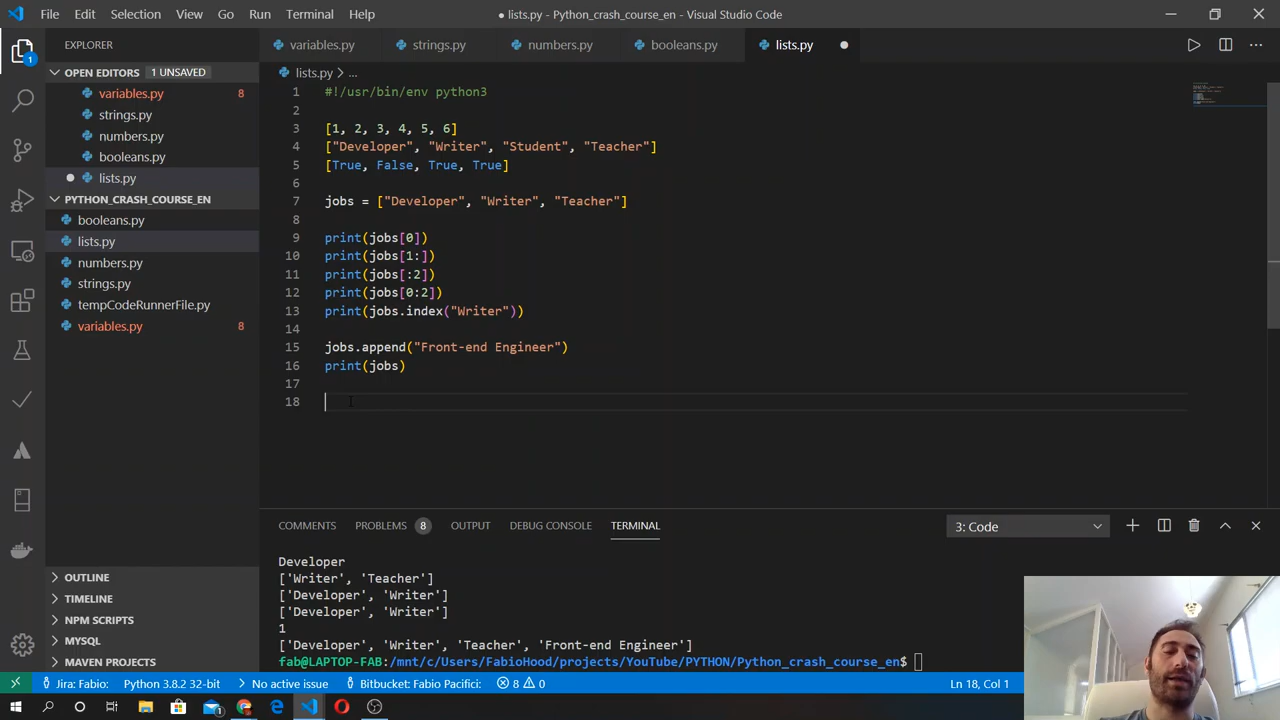 File Edit Selection View Go Run Terminal Help
● lists.py - Python_crash_course_en - Visual Studio Code
EXPLORER
variables.py strings.py numbers.py booleans.py lists.py
OPEN EDITORS 1 UNSAVED
variables.py 8
strings.py
numbers.py
booleans.py
lists.py
PYTHON_CRASH_COURSE_EN
booleans.py
lists.py
numbers.py
strings.py
tempCodeRunnerFile.py
variables.py 8
OUTLINE
TIMELINE
NPM SCRIPTS
MYSQL
MAVEN PROJECTS
1
lists.py > ...
1 #!/usr/bin/env python3
2
3 [1, 2, 3, 4, 5, 6]
4 ["Developer", "Writer", "Student", "Teacher"]
5 [True, False, True, True]
6
7 jobs = ["Developer", "Writer", "Teacher"]
8
9 print(jobs[0])
10 print(jobs[1:])
11 print(jobs[:2])
12 print(jobs[0:2])
13 print(jobs.index("Writer"))
14
15 jobs.append("Front-end Engineer")
16 print(jobs)
17
18
COMMENTS PROBLEMS 8 OUTPUT DEBUG CONSOLE TERMINAL 3: Code
Developer
['Writer', 'Teacher']
['Developer', 'Writer']
['Developer', 'Writer']
1
['Developer', 'Writer', 'Teacher', 'Front-end Engineer']
fab@LAPTOP-FAB:/mnt/c/Users/FabioHood/projects/YouTube/PYTHON/Python_crash_course_en$
Jira: Fabio: Python 3.8.2 32-bit No active issue Bitbucket: Fabio Pacifici: 8 0 Ln 18, Col 1